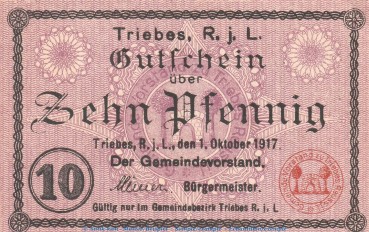 Triebes, R. j. L.
Gutschein
über
Zehn Pfennig
Triebes, R. j. L., den 1. Oktober 1917.
Der Gemeindevorstand.
10
Bürgermeister.
Gültig nur im Gemeindebezirk Triebes R. j. L.